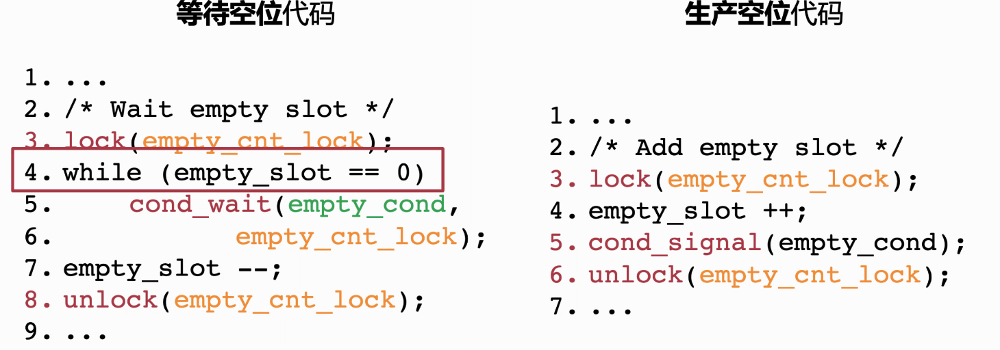 等待空位代码
1. ...
2. /* Wait empty slot */
3. lock(empty_cnt_lock);
4. while (empty_slot == 0)
5. cond_wait(empty_cond,
6. empty_cnt_lock);
7. empty_slot --;
8. unlock(empty_cnt_lock);
9. ...
生产空位代码
1. ...
2. /* Add empty slot */
3. lock(empty_cnt_lock);
4. empty_slot ++;
5. cond_signal(empty_cond);
6. unlock(empty_cnt_lock);
7. ...